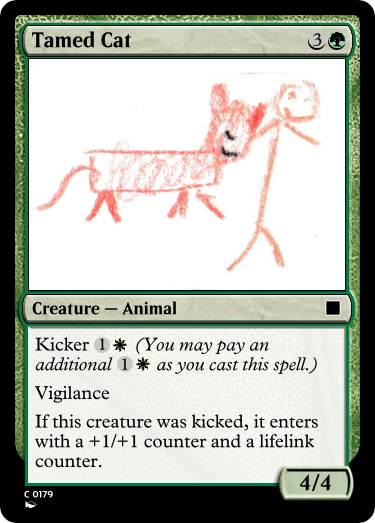 Tamed Cat 3
Creature — Animal
Kicker 1 (You may pay an
additional 1 as you cast this spell.)
Vigilance
If this creature was kicked, it enters
with a +1/+1 counter and a lifelink
counter.
4/4
C 0179